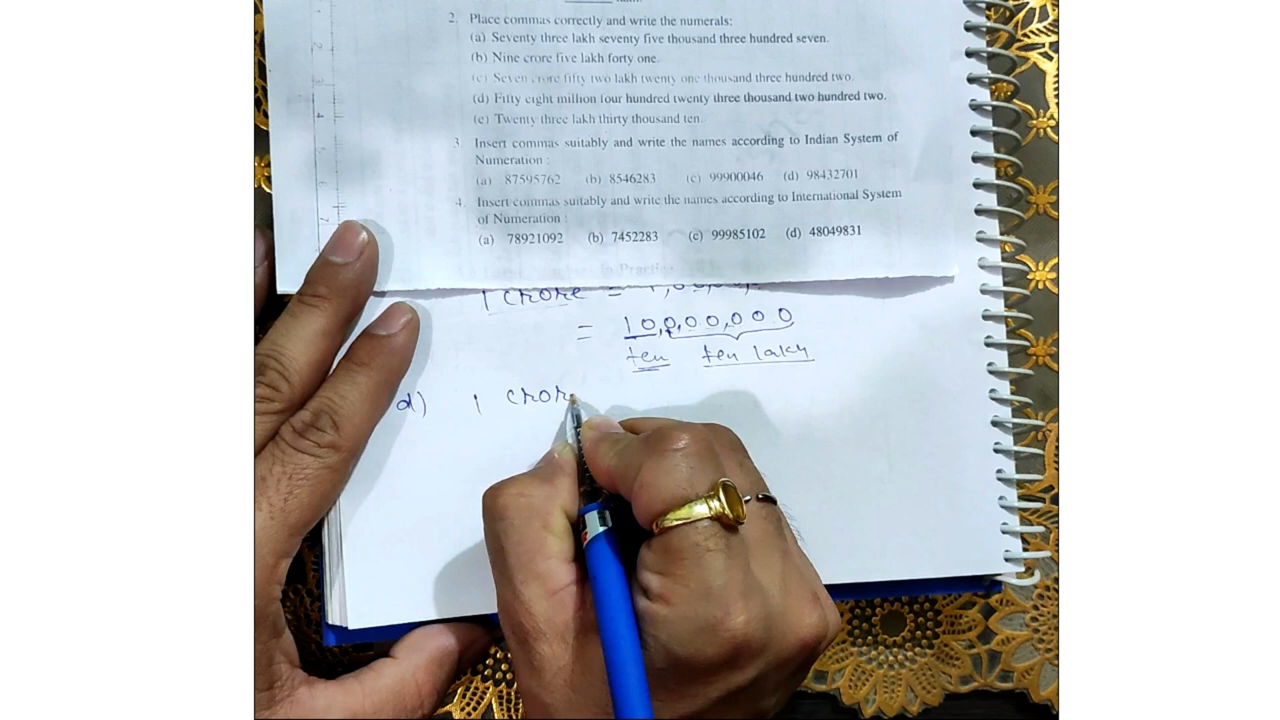 2. Place commas correctly and write the numerals:
(a) Seventy three lakh seventy five thousand three hundred seven.
(b) Nine crore five lakh forty one.
(c) Seven crore fifty two lakh twenty one thousand three hundred two.
(d) Fifty eight million four hundred twenty three thousand two hundred two.
(e) Twenty three lakh thirty thousand ten.
3. Insert commas suitably and write the names according to Indian System of
Numeration :
(a) 87595762 (b) 8546283 (c) 99900046 (d) 98432701
4. Insert commas suitably and write the names according to International System
of Numeration :
(a) 78921092 (b) 7452283 (c) 99985102 (d) 48049831
1 crore =
= 10,0,00,000
ten ten lakh
d) 1 crore